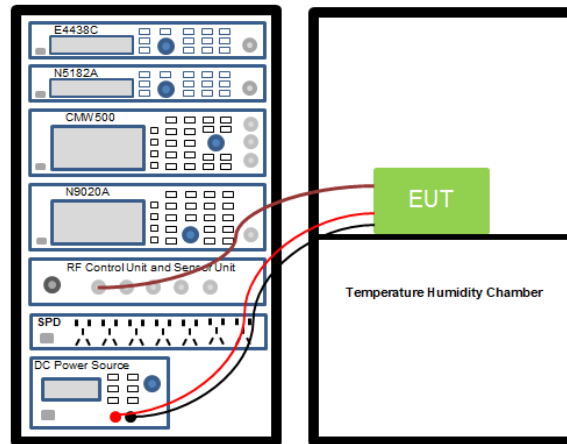 E4438C
N5182A
CMW500
N9020A
RF Control Unit and Sensor Unit
SPD
DC Power Source
EUT
Temperature Humidity Chamber